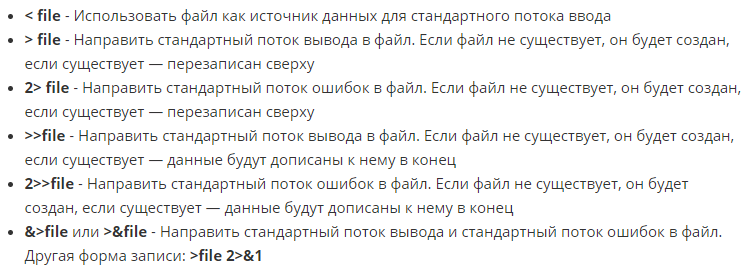 • < file - Использовать файл как источник данных для стандартного потока ввода
• > file - Направить стандартный поток вывода в файл. Если файл не существует, он будет создан,
если существует — перезаписан сверху
• 2> file - Направить стандартный поток ошибок в файл. Если файл не существует, он будет создан,
если существует — перезаписан сверху
• >>file - Направить стандартный поток вывода в файл. Если файл не существует, он будет создан,
если существует — данные будут дописаны к нему в конец
• 2>>file - Направить стандартный поток ошибок в файл. Если файл не существует, он будет
создан, если существует — данные будут дописаны к нему в конец
• &>file или >&file - Направить стандартный поток вывода и стандартный поток ошибок в файл.
Другая форма записи: >file 2>&1